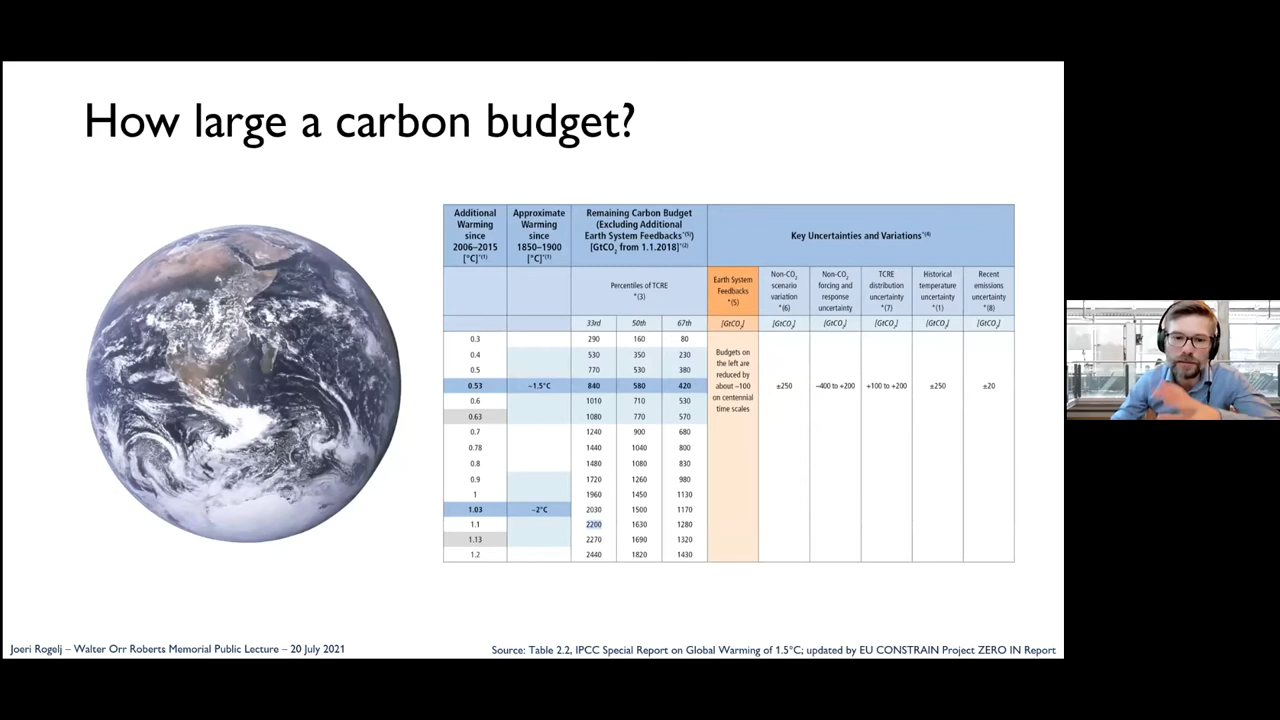 How large a carbon budget?
Additional Warming since 2006–2015 [°C]*(1)
Approximate Warming since 1850–1900 [°C]*(1)
Remaining Carbon Budget (Excluding Additional Earth System Feedbacks*(5)) [GtCO2 from 1.1.2018]*(2)
Key Uncertainties and Variations*(4)
Percentiles of TCRE *(3)
Earth System Feedbacks *(5)
Non-CO2 scenario variation *(6)
Non-CO2 forcing and response uncertainty
TCRE distribution uncertainty *(7)
Historical temperature uncertainty *(1)
Recent emissions uncertainty *(8)
33rd 50th 67th [GtCO2] [GtCO2] [GtCO2] [GtCO2] [GtCO2] [GtCO2]
0.3 290 160 80
0.4 530 350 230
0.5 770 530 380
0.53 ~1.5°C 840 580 420
Budgets on the left are reduced by about –100 on centennial time scales
±250 –400 to +200 +100 to +200 ±250 ±20
0.6 1010 710 530
0.63 1080 770 570
0.7 1240 900 680
0.78 1440 1040 800
0.8 1480 1080 830
0.9 1720 1260 980
1 1960 1450 1130
1.03 ~2°C 2030 1500 1170
1.1 2200 1630 1280
1.13 2270 1690 1320
1.2 2440 1820 1430
Joeri Rogelj – Walter Orr Roberts Memorial Public Lecture – 20 July 2021
Source: Table 2.2, IPCC Special Report on Global Warming of 1.5°C; updated by EU CONSTRAIN Project ZERO IN Report